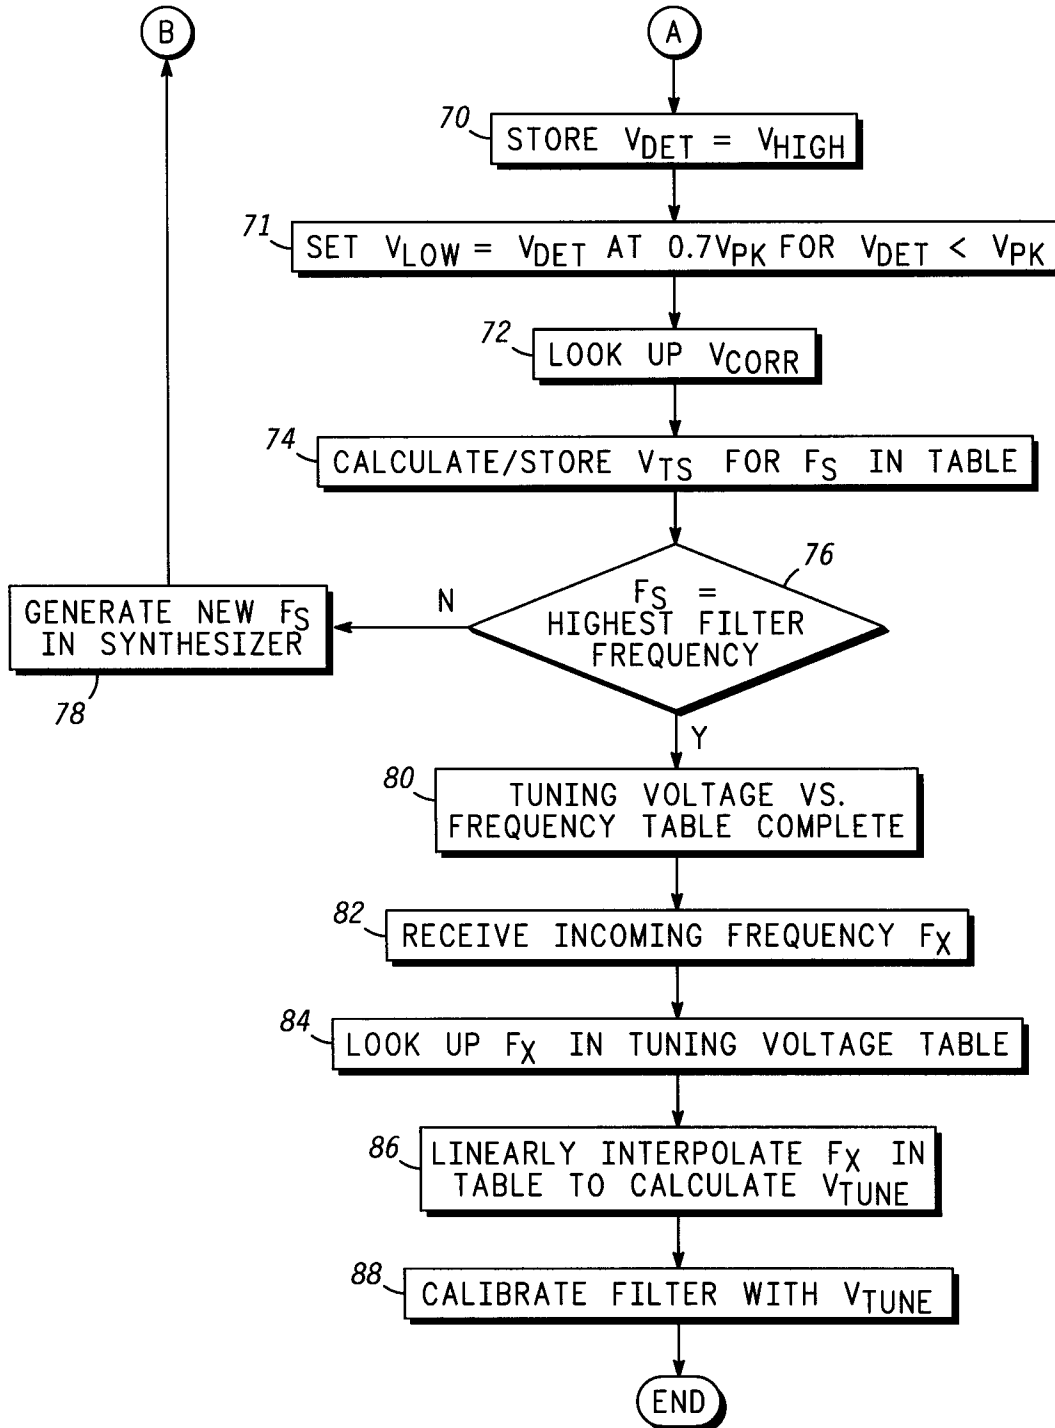 B
A
70
STORE VDET = VHIGH
71
SET VLOW = VDET AT 0.7VPK FOR VDET < VPK
72
LOOK UP VCORR
74
CALCULATE/STORE VTS FOR FS IN TABLE
76
FS =
HIGHEST FILTER
FREQUENCY
N
GENERATE NEW FS
IN SYNTHESIZER
78
Y
80
TUNING VOLTAGE VS.
FREQUENCY TABLE COMPLETE
82
RECEIVE INCOMING FREQUENCY FX
84
LOOK UP FX IN TUNING VOLTAGE TABLE
86
LINEARLY INTERPOLATE FX IN
TABLE TO CALCULATE VTUNE
88
CALIBRATE FILTER WITH VTUNE
END